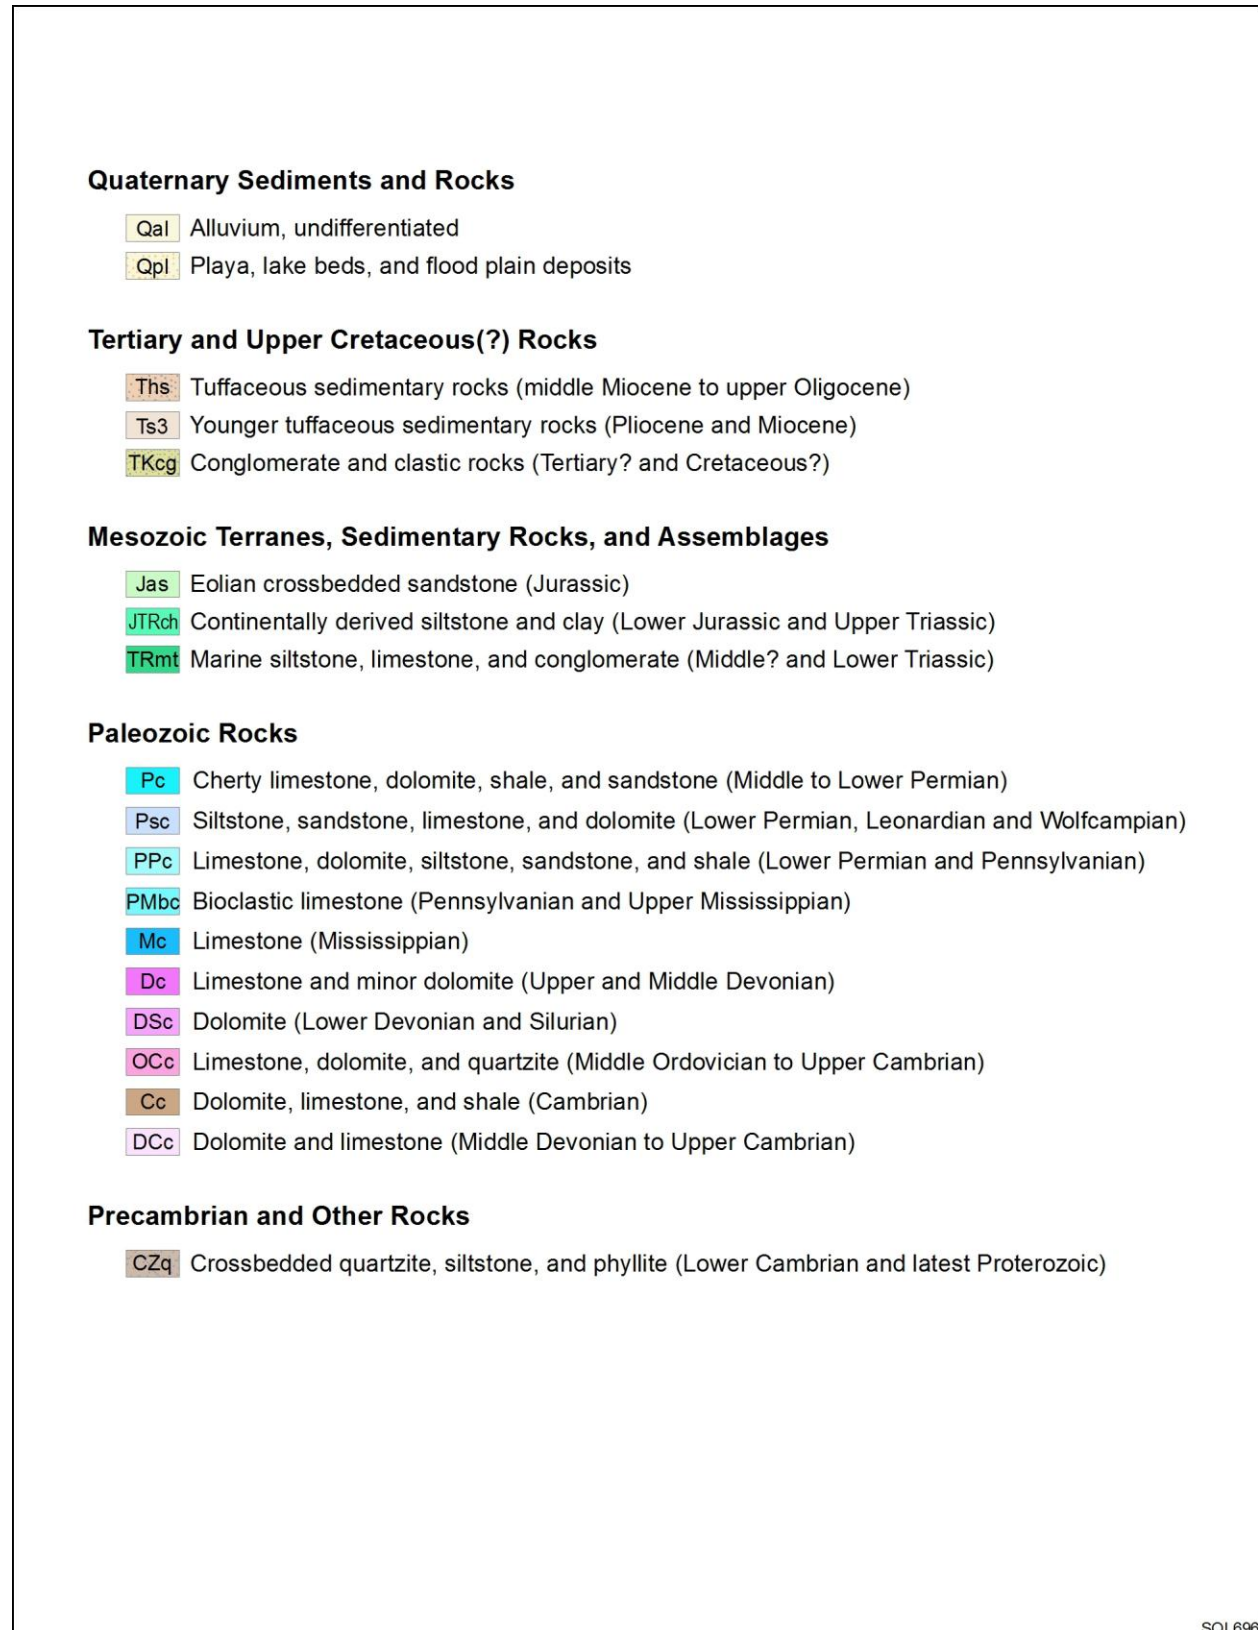 Quaternary Sediments and Rocks
Qal Alluvium, undifferentiated
Qpl Playa, lake beds, and flood plain deposits
Tertiary and Upper Cretaceous(?) Rocks
Ths Tuffaceous sedimentary rocks (middle Miocene to upper Oligocene)
Ts3 Younger tuffaceous sedimentary rocks (Pliocene and Miocene)
TKcg Conglomerate and clastic rocks (Tertiary? and Cretaceous?)
Mesozoic Terranes, Sedimentary Rocks, and Assemblages
Jas Eolian crossbedded sandstone (Jurassic)
JTRch Continentally derived siltstone and clay (Lower Jurassic and Upper Triassic)
TRmt Marine siltstone, limestone, and conglomerate (Middle? and Lower Triassic)
Paleozoic Rocks
Pc Cherty limestone, dolomite, shale, and sandstone (Middle to Lower Permian)
Psc Siltstone, sandstone, limestone, and dolomite (Lower Permian, Leonardian and Wolfcampian)
PPc Limestone, dolomite, siltstone, sandstone, and shale (Lower Permian and Pennsylvanian)
PMbc Bioclastic limestone (Pennsylvanian and Upper Mississippian)
Mc Limestone (Mississippian)
Dc Limestone and minor dolomite (Upper and Middle Devonian)
DSc Dolomite (Lower Devonian and Silurian)
OCc Limestone, dolomite, and quartzite (Middle Ordovician to Upper Cambrian)
Cc Dolomite, limestone, and shale (Cambrian)
DCc Dolomite and limestone (Middle Devonian to Upper Cambrian)
Precambrian and Other Rocks
CZq Crossbedded quartzite, siltstone, and phyllite (Lower Cambrian and latest Proterozoic)